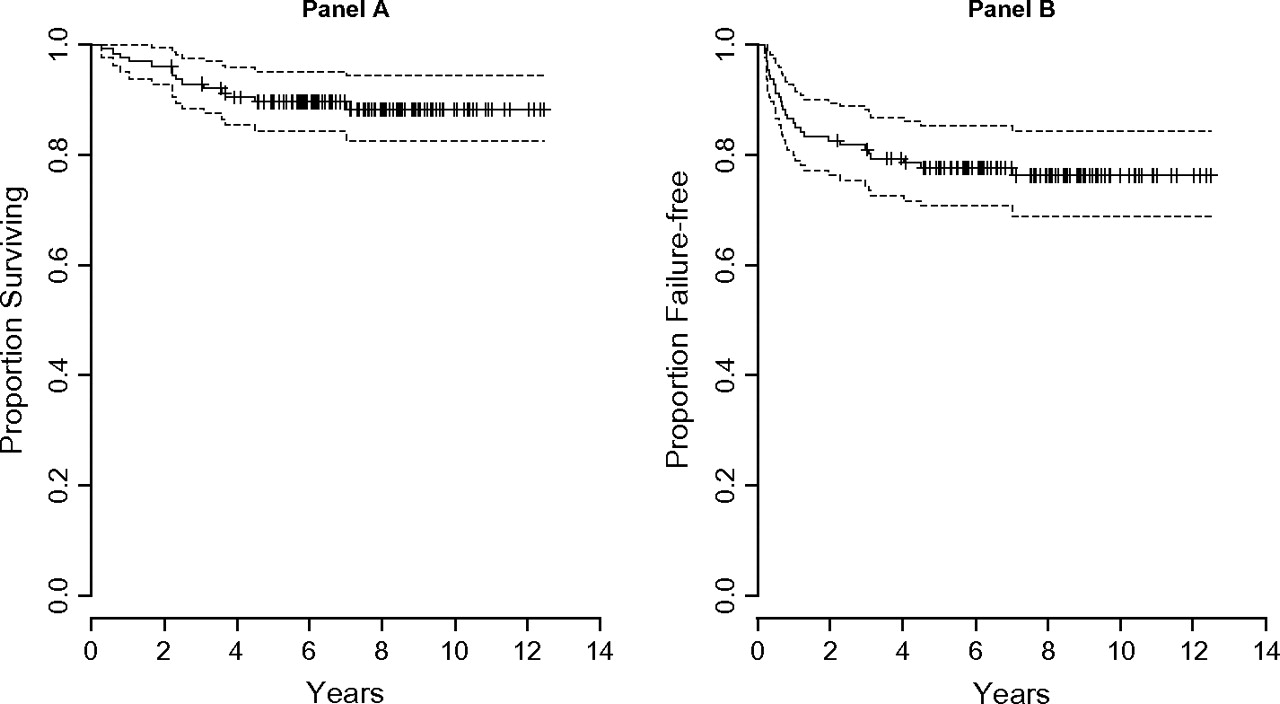 Panel A
Proportion Surviving
1.0
0.8
0.6
0.4
0.2
0.0
0 2 4 6 8 10 12 14
Years
Panel B
Proportion Failure-free
1.0
0.8
0.6
0.4
0.2
0.0
0 2 4 6 8 10 12 14
Years